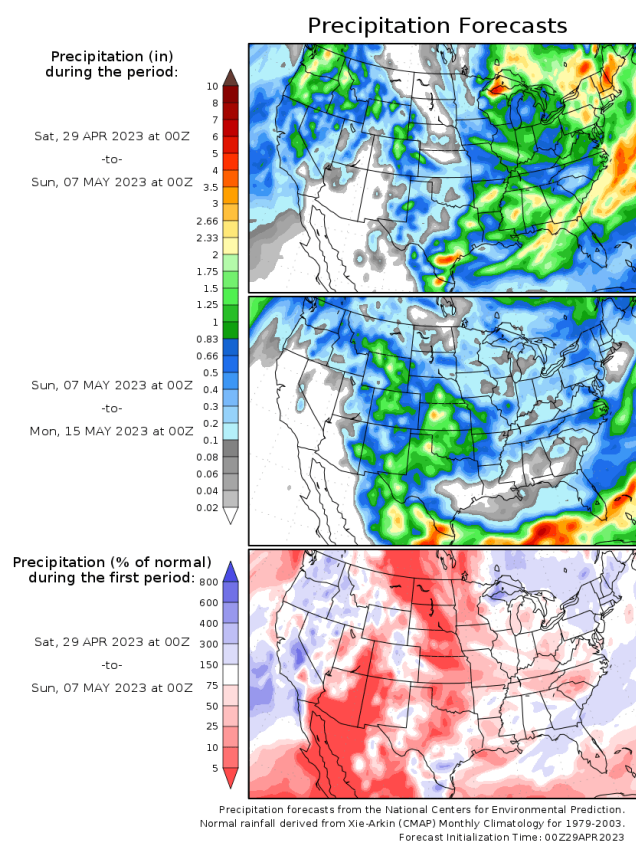 Precipitation Forecasts
Precipitation (in)
during the period:
Sat, 29 APR 2023 at 00Z
-to-
Sun, 07 MAY 2023 at 00Z
10
8
7
6
5
4
3.5
3
2.66
2.33
2
1.75
1.5
1.25
1
0.83
0.66
0.5
0.4
0.3
0.2
0.1
0.08
0.06
0.04
0.02
Sun, 07 MAY 2023 at 00Z
-to-
Mon, 15 MAY 2023 at 00Z
Precipitation (% of normal)
during the first period:
Sat, 29 APR 2023 at 00Z
-to-
Sun, 07 MAY 2023 at 00Z
800
600
400
300
150
75
50
25
10
5
Precipitation forecasts from the National Centers for Environmental Prediction.
Normal rainfall derived from Xie-Arkin (CMAP) Monthly Climatology for 1979-2003.
Forecast Initialization Time: 00Z29APR2023